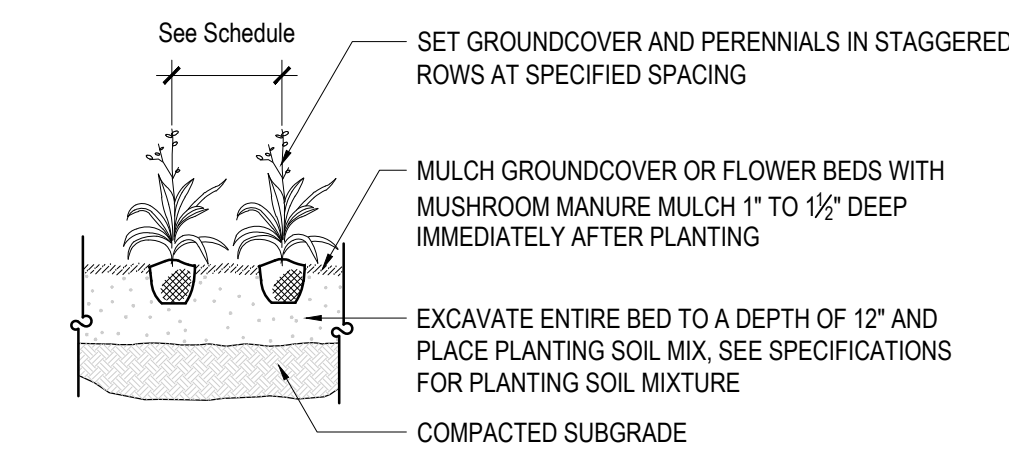 See Schedule
SET GROUNDCOVER AND PERENNIALS IN STAGGERED
ROWS AT SPECIFIED SPACING
MULCH GROUNDCOVER OR FLOWER BEDS WITH
MUSHROOM MANURE MULCH 1" TO 1½" DEEP
IMMEDIATELY AFTER PLANTING
EXCAVATE ENTIRE BED TO A DEPTH OF 12" AND
PLACE PLANTING SOIL MIX, SEE SPECIFICATIONS
FOR PLANTING SOIL MIXTURE
COMPACTED SUBGRADE